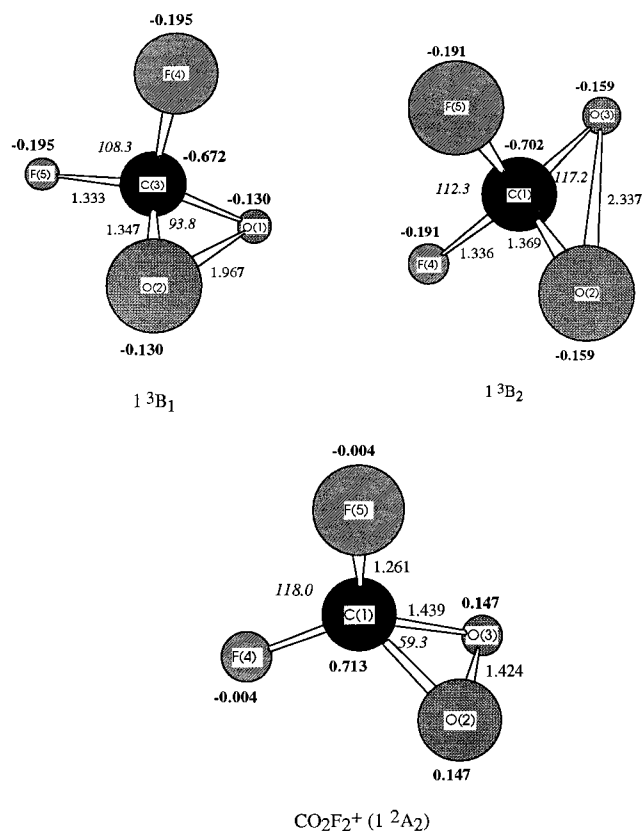 -0.195
F(4)
-0.195
108.3
-0.672
F(5)
C(3)
-0.130
1.333
1.347
93.8
O(1)
O(2)
1.967
-0.130
1 ³B₁
-0.191
-0.159
F(5)
O(3)
-0.702
117.2
112.3
C(1)
2.337
-0.191
1.336
1.369
F(4)
O(2)
-0.159
1 ³B₂
-0.004
F(5)
1.261
118.0
C(1)
1.439
0.147
O(3)
59.3
F(4)
0.713
1.424
-0.004
O(2)
0.147
CO₂F₂⁺ (1 ²A₂)